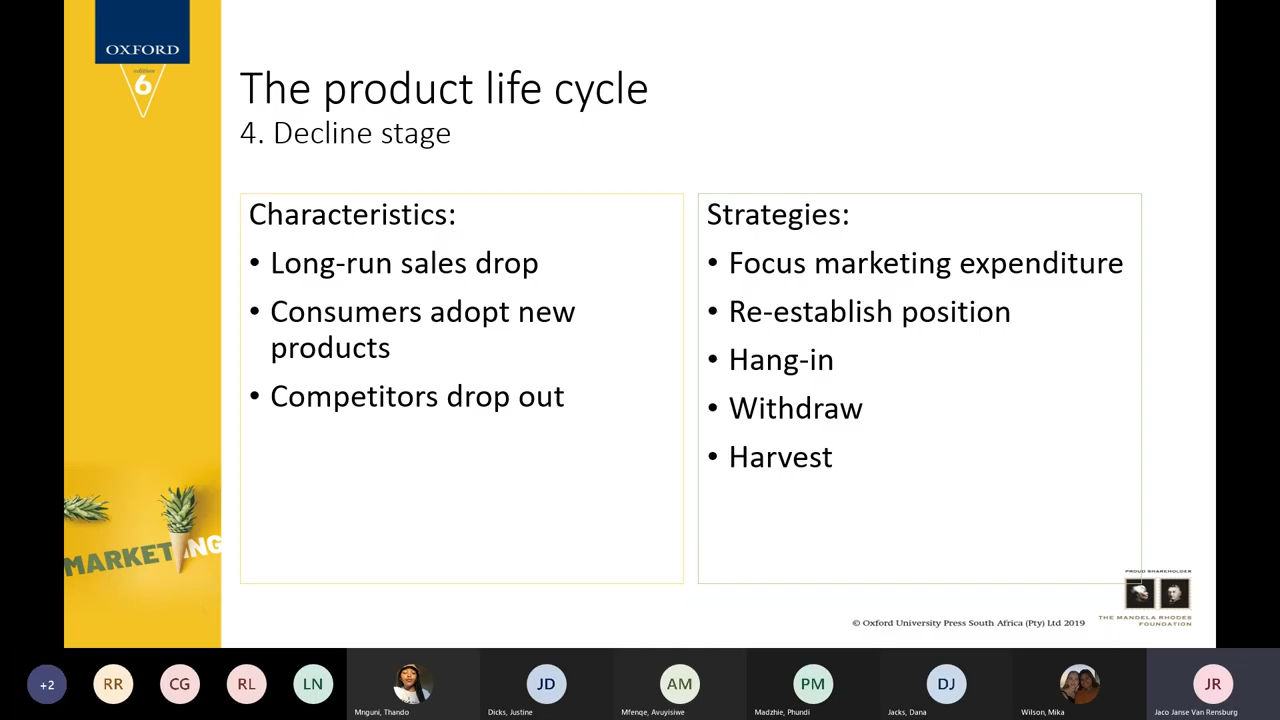 OXFORD
edition
6
The product life cycle
4. Decline stage
Characteristics:
• Long-run sales drop
• Consumers adopt new
products
• Competitors drop out
Strategies:
• Focus marketing expenditure
• Re-establish position
• Hang-in
• Withdraw
• Harvest
MARKETING
PROUD SHAREHOLDER
THE MANDELA RHODES
FOUNDATION
© Oxford University Press South Africa (Pty) Ltd 2019
+2
RR
CG
RL
LN
Mnguni, Thando
JD
Dicks, Justine
AM
Mfenqe, Avuyisiwe
PM
Madzhie, Phundi
DJ
Jacks, Dana
Wilson, Mika
JR
Jaco Janse Van Rensburg